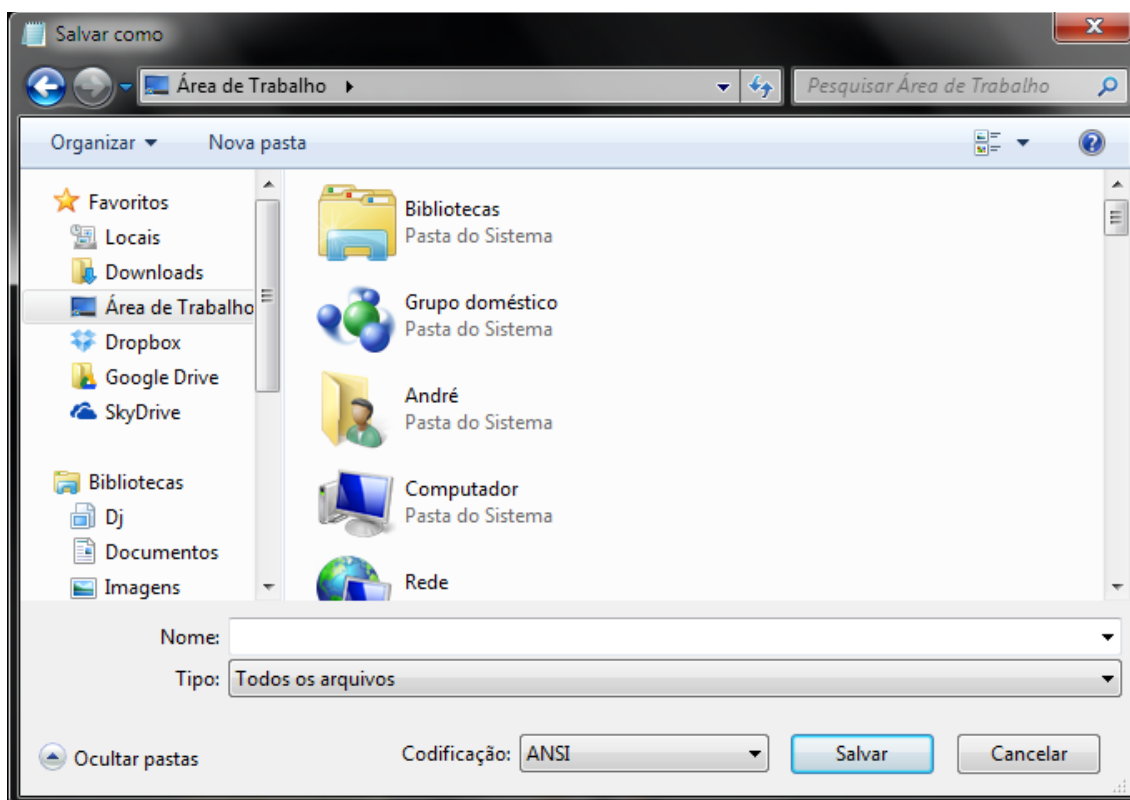 Salvar como
Área de Trabalho
Pesquisar Área de Trabalho
Organizar
Nova pasta
Favoritos
Locais
Downloads
Área de Trabalho
Dropbox
Google Drive
SkyDrive
Bibliotecas
Dj
Documentos
Imagens
Bibliotecas
Pasta do Sistema
Grupo doméstico
Pasta do Sistema
André
Pasta do Sistema
Computador
Pasta do Sistema
Rede
Nome:
Tipo: Todos os arquivos
Ocultar pastas
Codificação: ANSI
Salvar
Cancelar